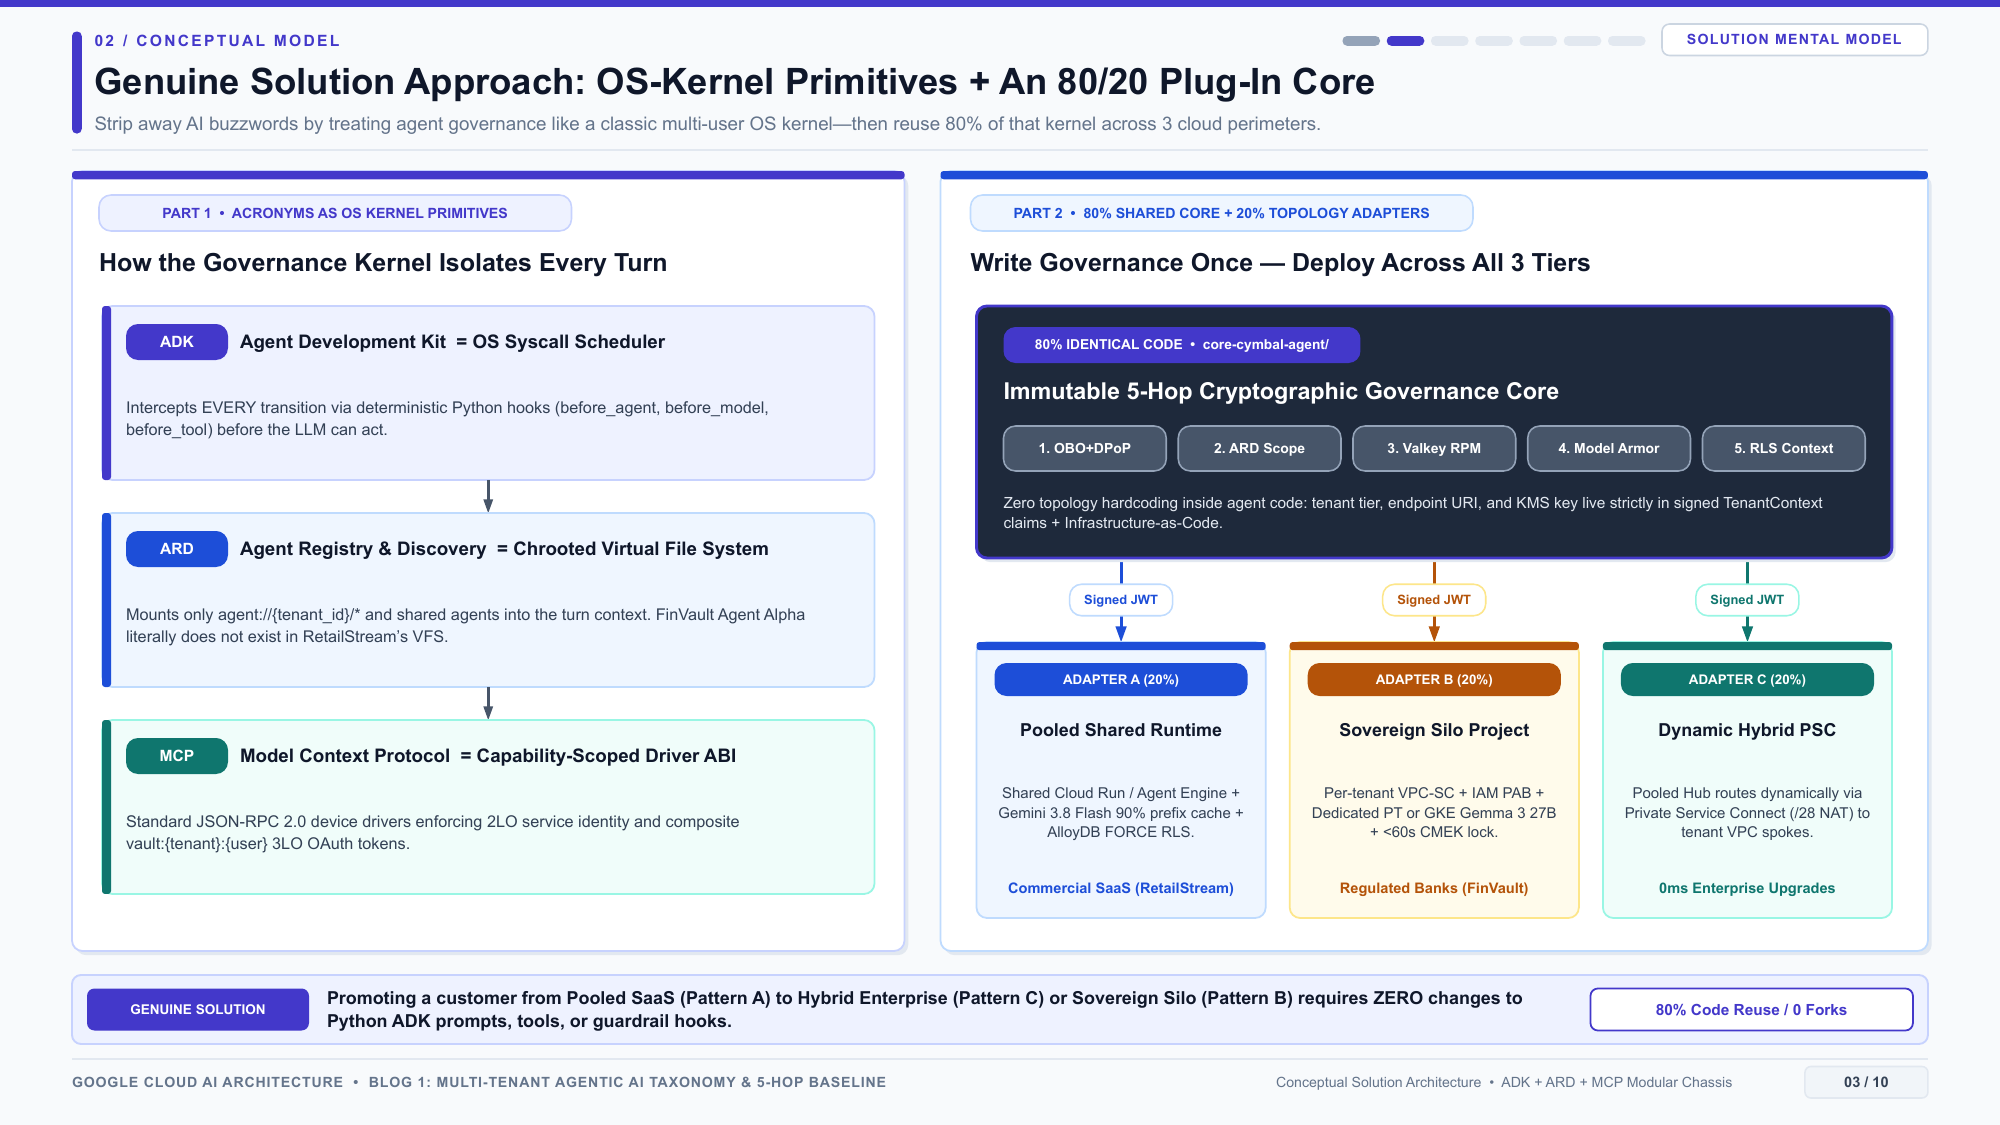 02 / CONCEPTUAL MODEL
SOLUTION MENTAL MODEL
Genuine Solution Approach: OS-Kernel Primitives + An 80/20 Plug-In Core
Strip away AI buzzwords by treating agent governance like a classic multi-user OS kernel—then reuse 80% of that kernel across 3 cloud perimeters.
PART 1 • ACRONYMS AS OS KERNEL PRIMITIVES
How the Governance Kernel Isolates Every Turn
ADK
Agent Development Kit = OS Syscall Scheduler
Intercepts EVERY transition via deterministic Python hooks (before_agent, before_model,
before_tool) before the LLM can act.
ARD
Agent Registry & Discovery = Chrooted Virtual File System
Mounts only agent://{tenant_id}/* and shared agents into the turn context. FinVault Agent Alpha
literally does not exist in RetailStream’s VFS.
MCP
Model Context Protocol = Capability-Scoped Driver ABI
Standard JSON-RPC 2.0 device drivers enforcing 2LO service identity and composite
vault:{tenant}:{user} 3LO OAuth tokens.
PART 2 • 80% SHARED CORE + 20% TOPOLOGY ADAPTERS
Write Governance Once — Deploy Across All 3 Tiers
80% IDENTICAL CODE • core-cymbal-agent/
Immutable 5-Hop Cryptographic Governance Core
1. OBO+DPoP
2. ARD Scope
3. Valkey RPM
4. Model Armor
5. RLS Context
Zero topology hardcoding inside agent code: tenant tier, endpoint URI, and KMS key live strictly in signed TenantContext
claims + Infrastructure-as-Code.
Signed JWT
Signed JWT
Signed JWT
ADAPTER A (20%)
Pooled Shared Runtime
Shared Cloud Run / Agent Engine +
Gemini 3.8 Flash 90% prefix cache +
AlloyDB FORCE RLS.
Commercial SaaS (RetailStream)
ADAPTER B (20%)
Sovereign Silo Project
Per-tenant VPC-SC + IAM PAB +
Dedicated PT or GKE Gemma 3 27B
+ <60s CMEK lock.
Regulated Banks (FinVault)
ADAPTER C (20%)
Dynamic Hybrid PSC
Pooled Hub routes dynamically via
Private Service Connect (/28 NAT) to
tenant VPC spokes.
0ms Enterprise Upgrades
GENUINE SOLUTION
Promoting a customer from Pooled SaaS (Pattern A) to Hybrid Enterprise (Pattern C) or Sovereign Silo (Pattern B) requires ZERO changes to
Python ADK prompts, tools, or guardrail hooks.
80% Code Reuse / 0 Forks
GOOGLE CLOUD AI ARCHITECTURE • BLOG 1: MULTI-TENANT AGENTIC AI TAXONOMY & 5-HOP BASELINE
Conceptual Solution Architecture • ADK + ARD + MCP Modular Chassis
03 / 10